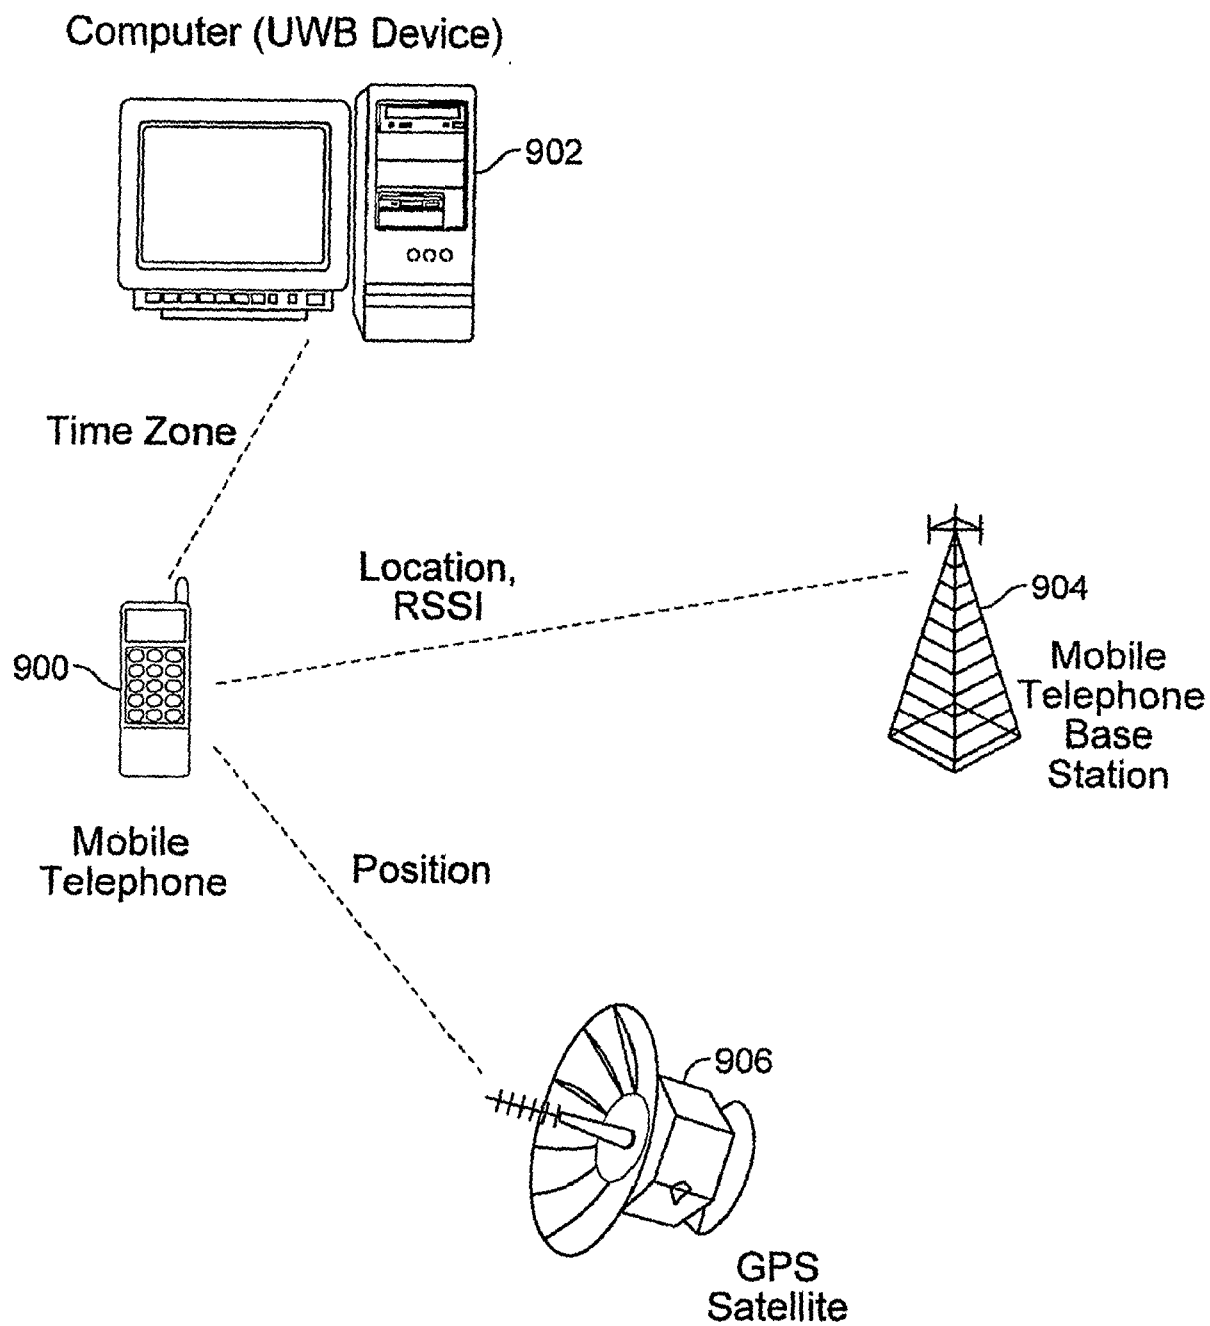 Computer (UWB Device)
902
Time Zone
Location,
RSSI
904
900
Mobile
Telephone
Base
Station
Mobile
Telephone
Position
906
GPS
Satellite